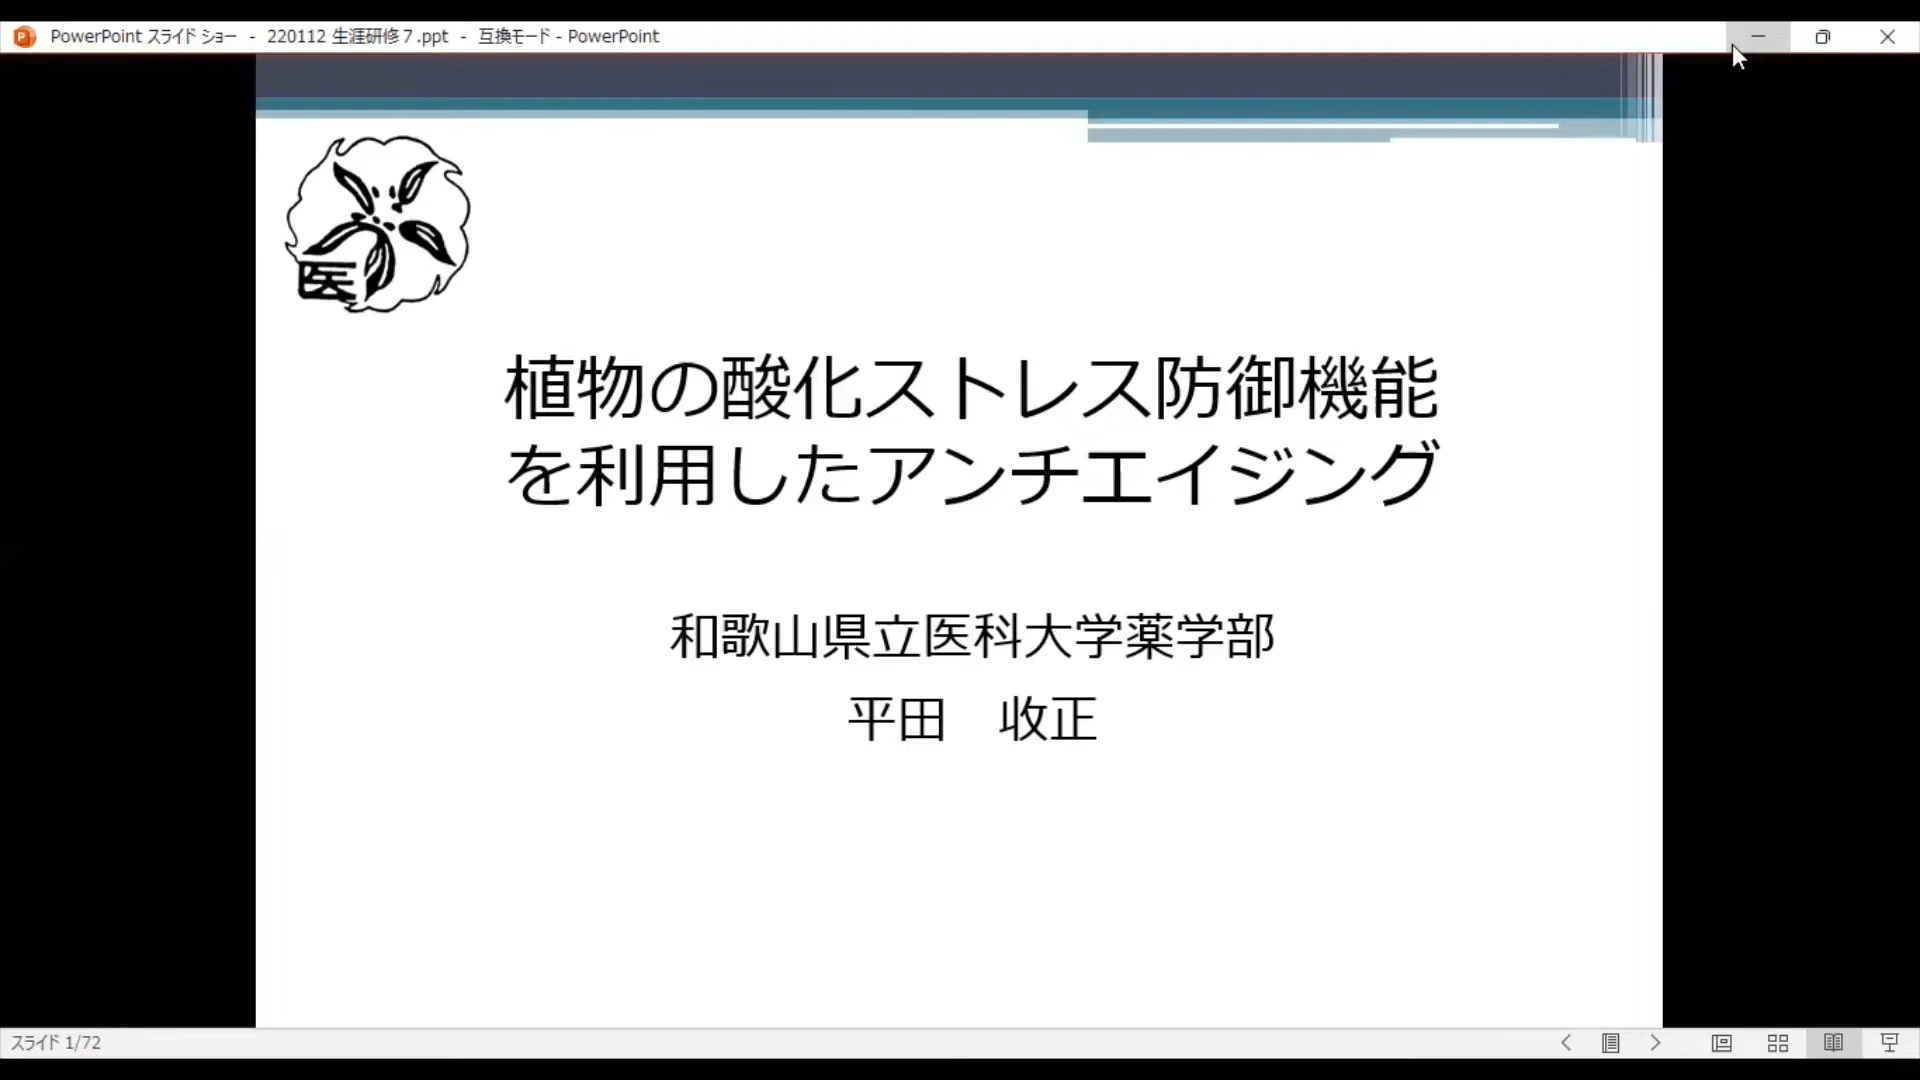 PowerPoint スライド ショー - 220112 生涯研修７.ppt - 互換モード - PowerPoint
医
植物の酸化ストレス防御機能
を利用したアンチエイジング
和歌山県立医科大学薬学部
平田　收正
スライド 1/72